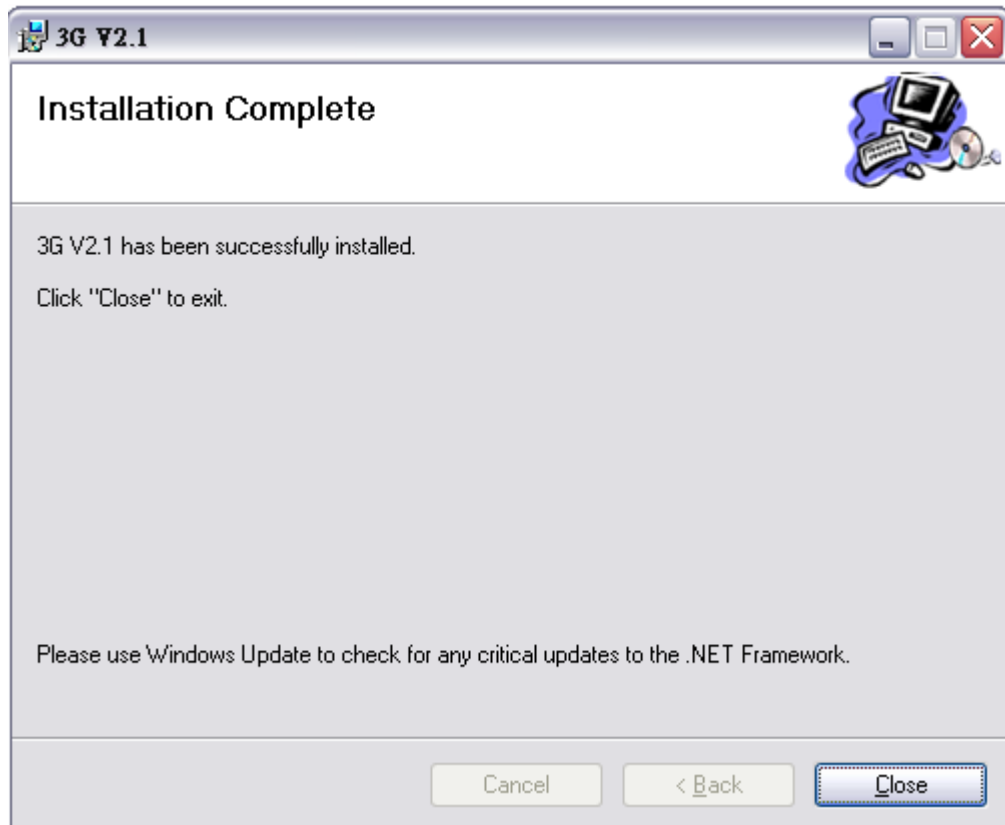 3G V2.1
Installation Complete
3G V2.1 has been successfully installed.
Click "Close" to exit.
Please use Windows Update to check for any critical updates to the .NET Framework.
Cancel
< Back
Close